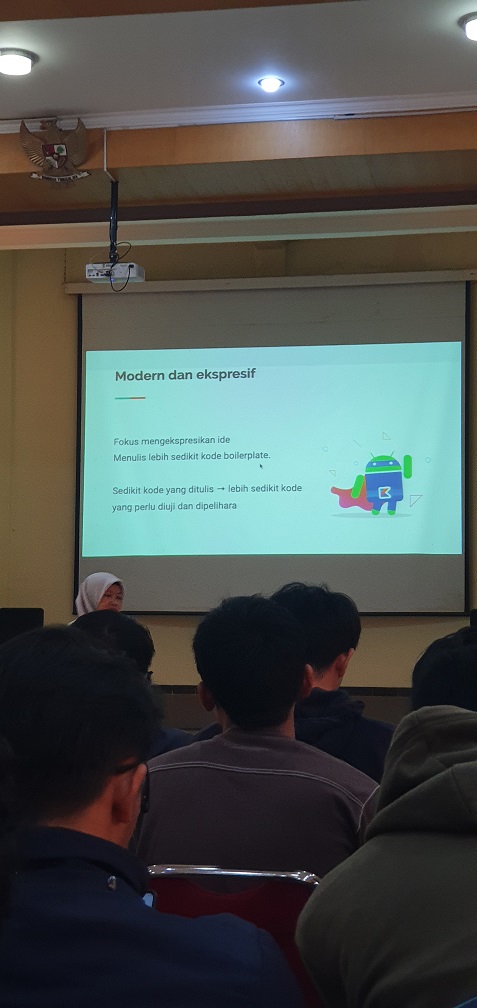 Modern dan ekspresif
Fokus mengekspresikan ide
Menulis lebih sedikit kode boilerplate.
Sedikit kode yang ditulis → lebih sedikit kode
yang perlu diuji dan dipelihara